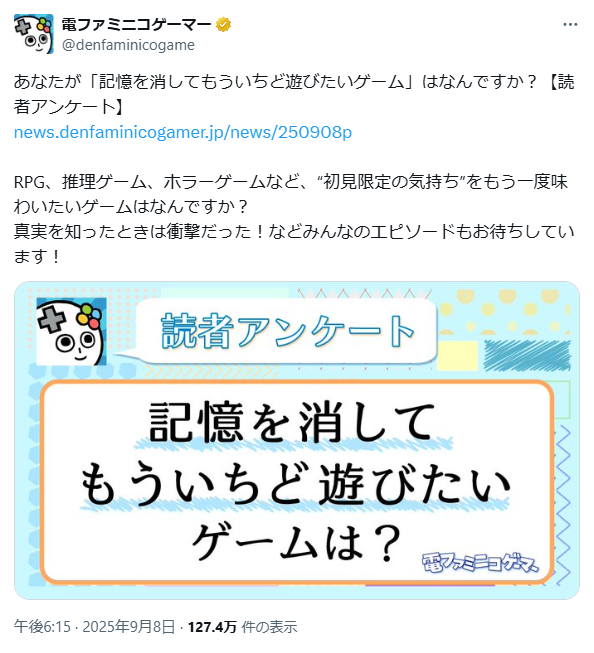 電ファミニコゲーマー
@denfaminicogame
あなたが「記憶を消してもういちど遊びたいゲーム」はなんですか？【読
者アンケート】
news.denfaminicogamer.jp/news/250908p
RPG、推理ゲーム、ホラーゲームなど、“初見限定の気持ち”をもう一度味
わいたいゲームはなんですか？
真実を知ったときは衝撃だった！などみんなのエピソードもお待ちしてい
ます！
読者アンケート
記憶を消して
もういちど遊びたい
ゲームは？
電ファミニコゲーマー
午後6:15 · 2025年9月8日 · 127.4万 件の表示